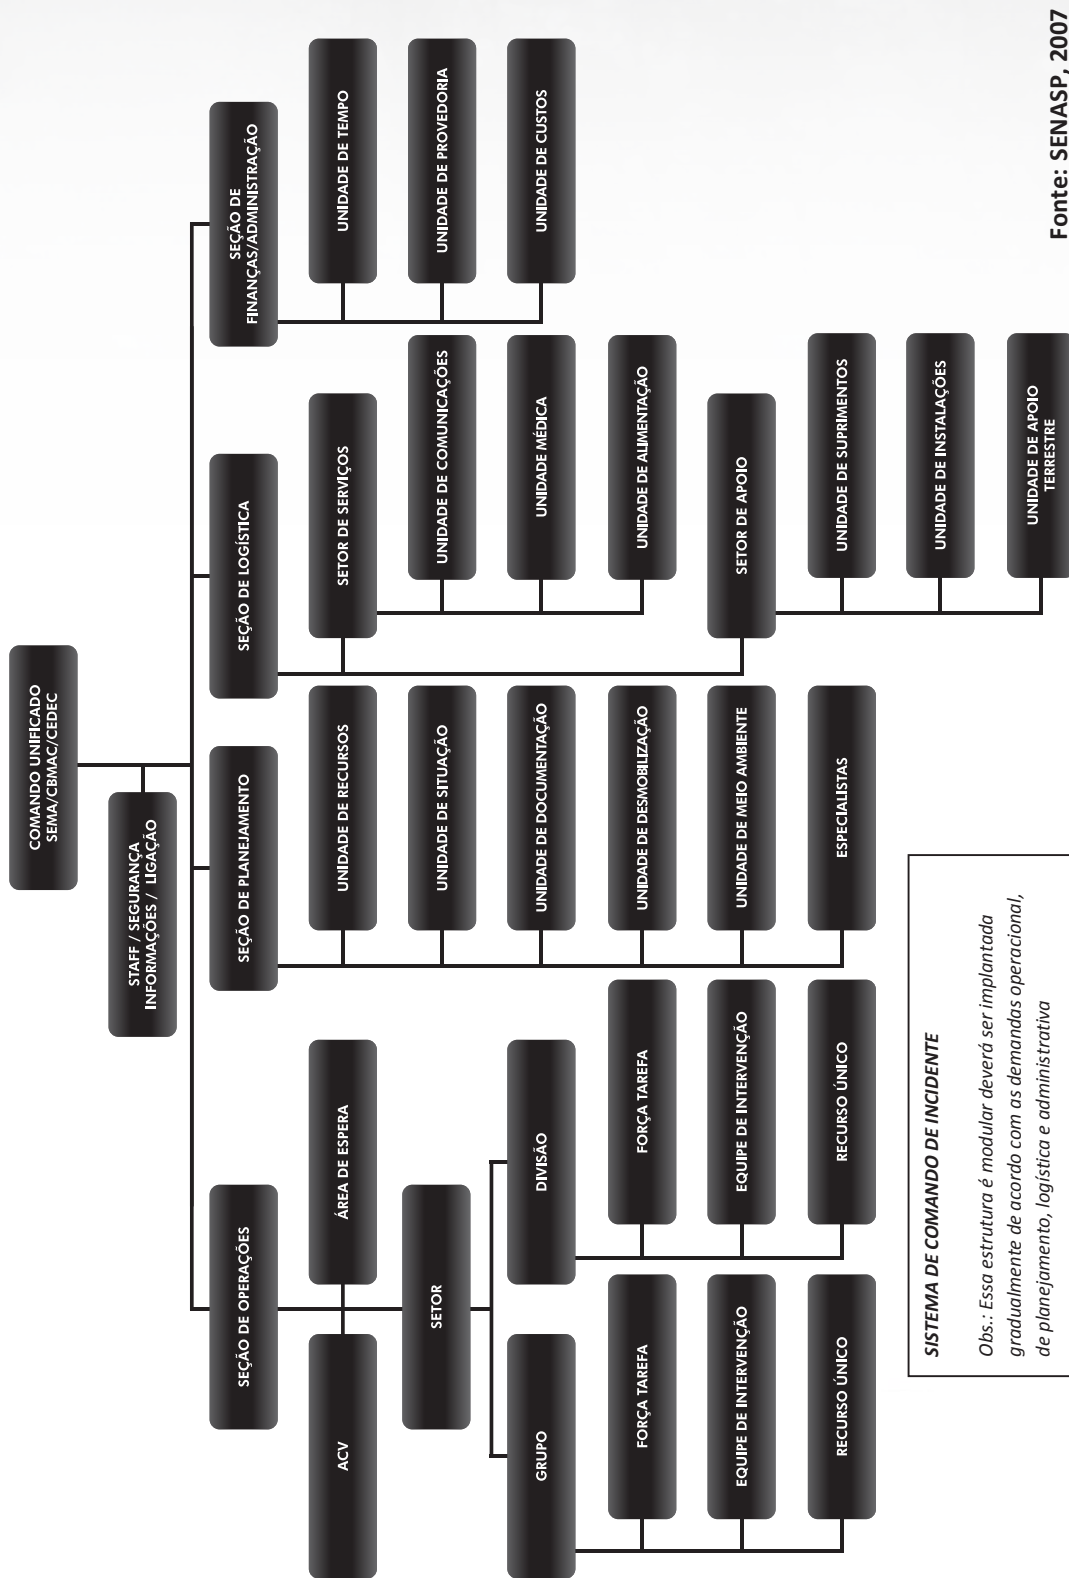 COMANDO UNIFICADO
SEMA/CBMAC/CEDEC
STAFF / SEGURANÇA
INFORMAÇÕES / LIGAÇÃO
SEÇÃO DE OPERAÇÕES
ACV
ÁREA DE ESPERA
SETOR
GRUPO
FORÇA TAREFA
EQUIPE DE INTERVENÇÃO
RECURSO ÚNICO
DIVISÃO
FORÇA TAREFA
EQUIPE DE INTERVENÇÃO
RECURSO ÚNICO
SEÇÃO DE PLANEJAMENTO
UNIDADE DE RECURSOS
UNIDADE DE SITUAÇÃO
UNIDADE DE DOCUMENTAÇÃO
UNIDADE DE DESMOBILIZAÇÃO
UNIDADE DE MEIO AMBIENTE
ESPECIALISTAS
SEÇÃO DE LOGÍSTICA
SETOR DE SERVIÇOS
UNIDADE DE COMUNICAÇÕES
UNIDADE MÉDICA
UNIDADE DE ALIMENTAÇÃO
SETOR DE APOIO
UNIDADE DE SUPRIMENTOS
UNIDADE DE INSTALAÇÕES
UNIDADE DE APOIO
TERRESTRE
SEÇÃO DE
FINANÇAS/ADMINISTRAÇÃO
UNIDADE DE TEMPO
UNIDADE DE PROVEDORIA
UNIDADE DE CUSTOS
SISTEMA DE COMANDO DE INCIDENTE
Obs.: Essa estrutura é modular deverá ser implantada
gradualmente de acordo com as demandas operacional,
de planejamento, logística e administrativa
Fonte: SENASP, 2007